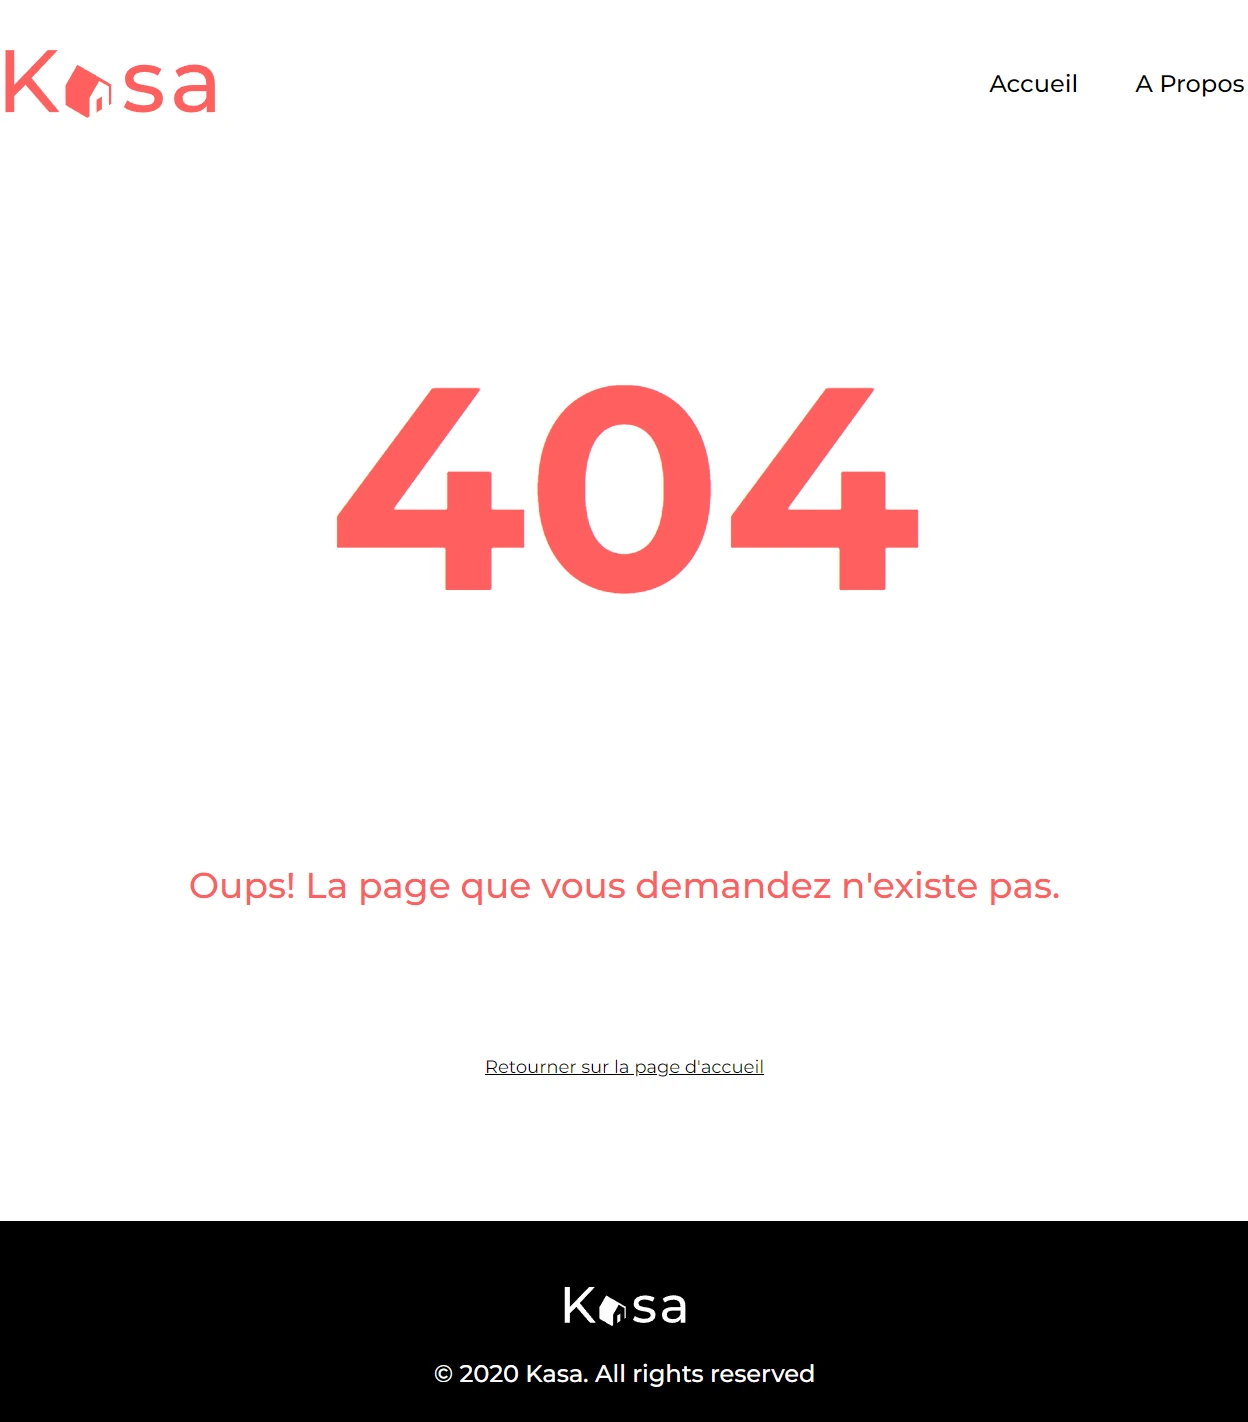 Kasa
Accueil A Propos
404
Oups! La page que vous demandez n'existe pas.
Retourner sur la page d'accueil
Kasa
© 2020 Kasa. All rights reserved